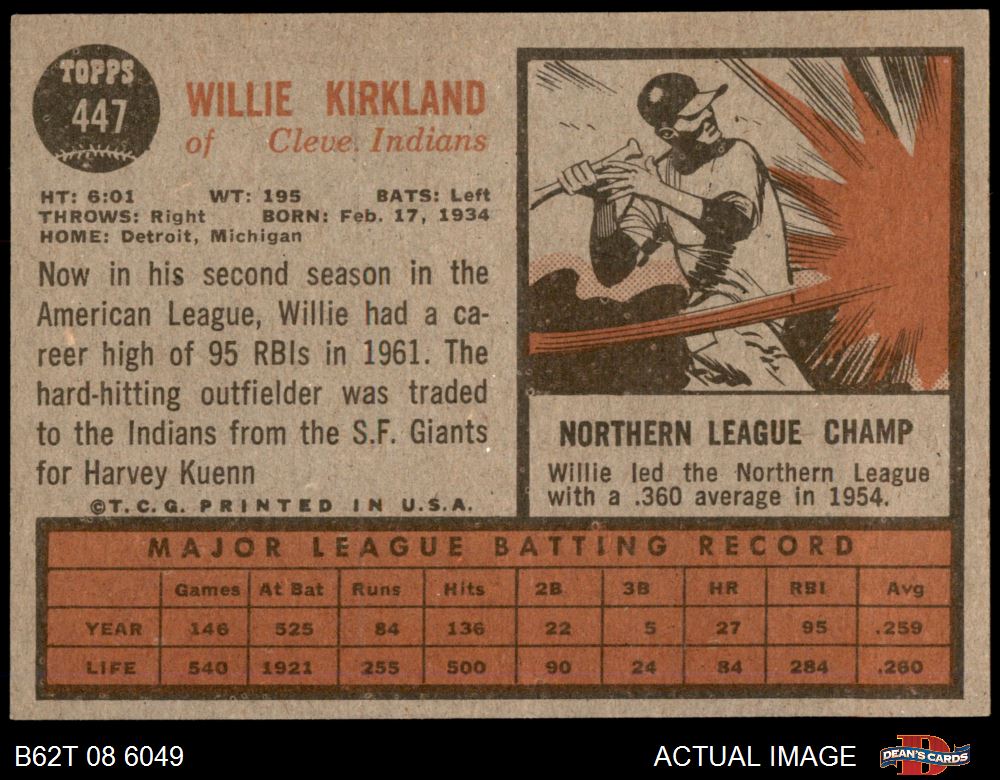 TOPPS
447
WILLIE KIRKLAND
of Cleve. Indians
HT: 6:01 WT: 195 BATS: Left
THROWS: Right BORN: Feb. 17, 1934
HOME: Detroit, Michigan
Now in his second season in the
American League, Willie had a ca-
reer high of 95 RBIs in 1961. The
hard-hitting outfielder was traded
to the Indians from the S.F. Giants
for Harvey Kuenn
©T.C.G. PRINTED IN U.S.A.
NORTHERN LEAGUE CHAMP
Willie led the Northern League
with a .360 average in 1954.
MAJOR LEAGUE BATTING RECORD
Games At Bat Runs Hits 2B 3B HR RBI Avg
YEAR 146 525 84 136 22 5 27 95 .259
LIFE 540 1921 255 500 90 24 84 284 .260
B62T 08 6049 ACTUAL IMAGE DEAN'S CARDS